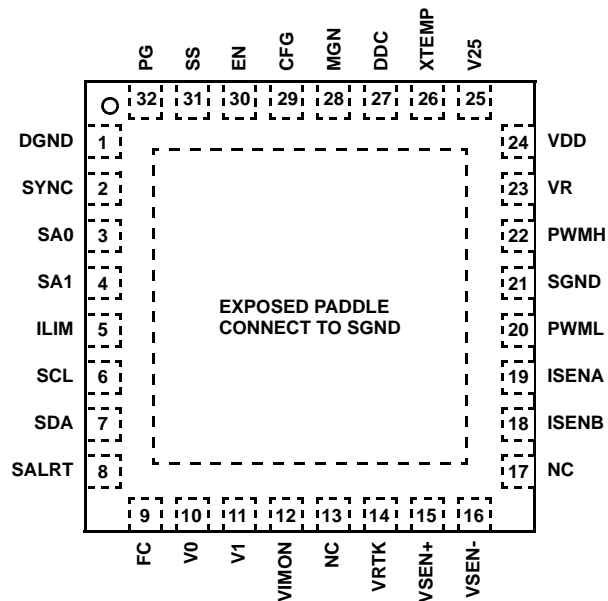 PG
SS
EN
CFG
MGN
DDC
XTEMP
V25
32
31
30
29
28
27
26
25
DGND 1
SYNC 2
SA0 3
SA1 4
ILIM 5
SCL 6
SDA 7
SALRT 8
EXPOSED PADDLE
CONNECT TO SGND
24 VDD
23 VR
22 PWMH
21 SGND
20 PWML
19 ISENA
18 ISENB
17 NC
9
10
11
12
13
14
15
16
FC
V0
V1
VIMON
NC
VRTK
VSEN+
VSEN-